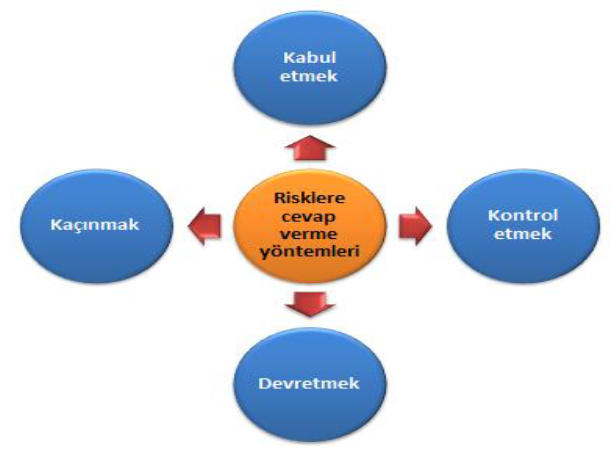 Kabul
etmek
Kaçınmak
Risklere
cevap
verme
yöntemleri
Kontrol
etmek
Devretmek